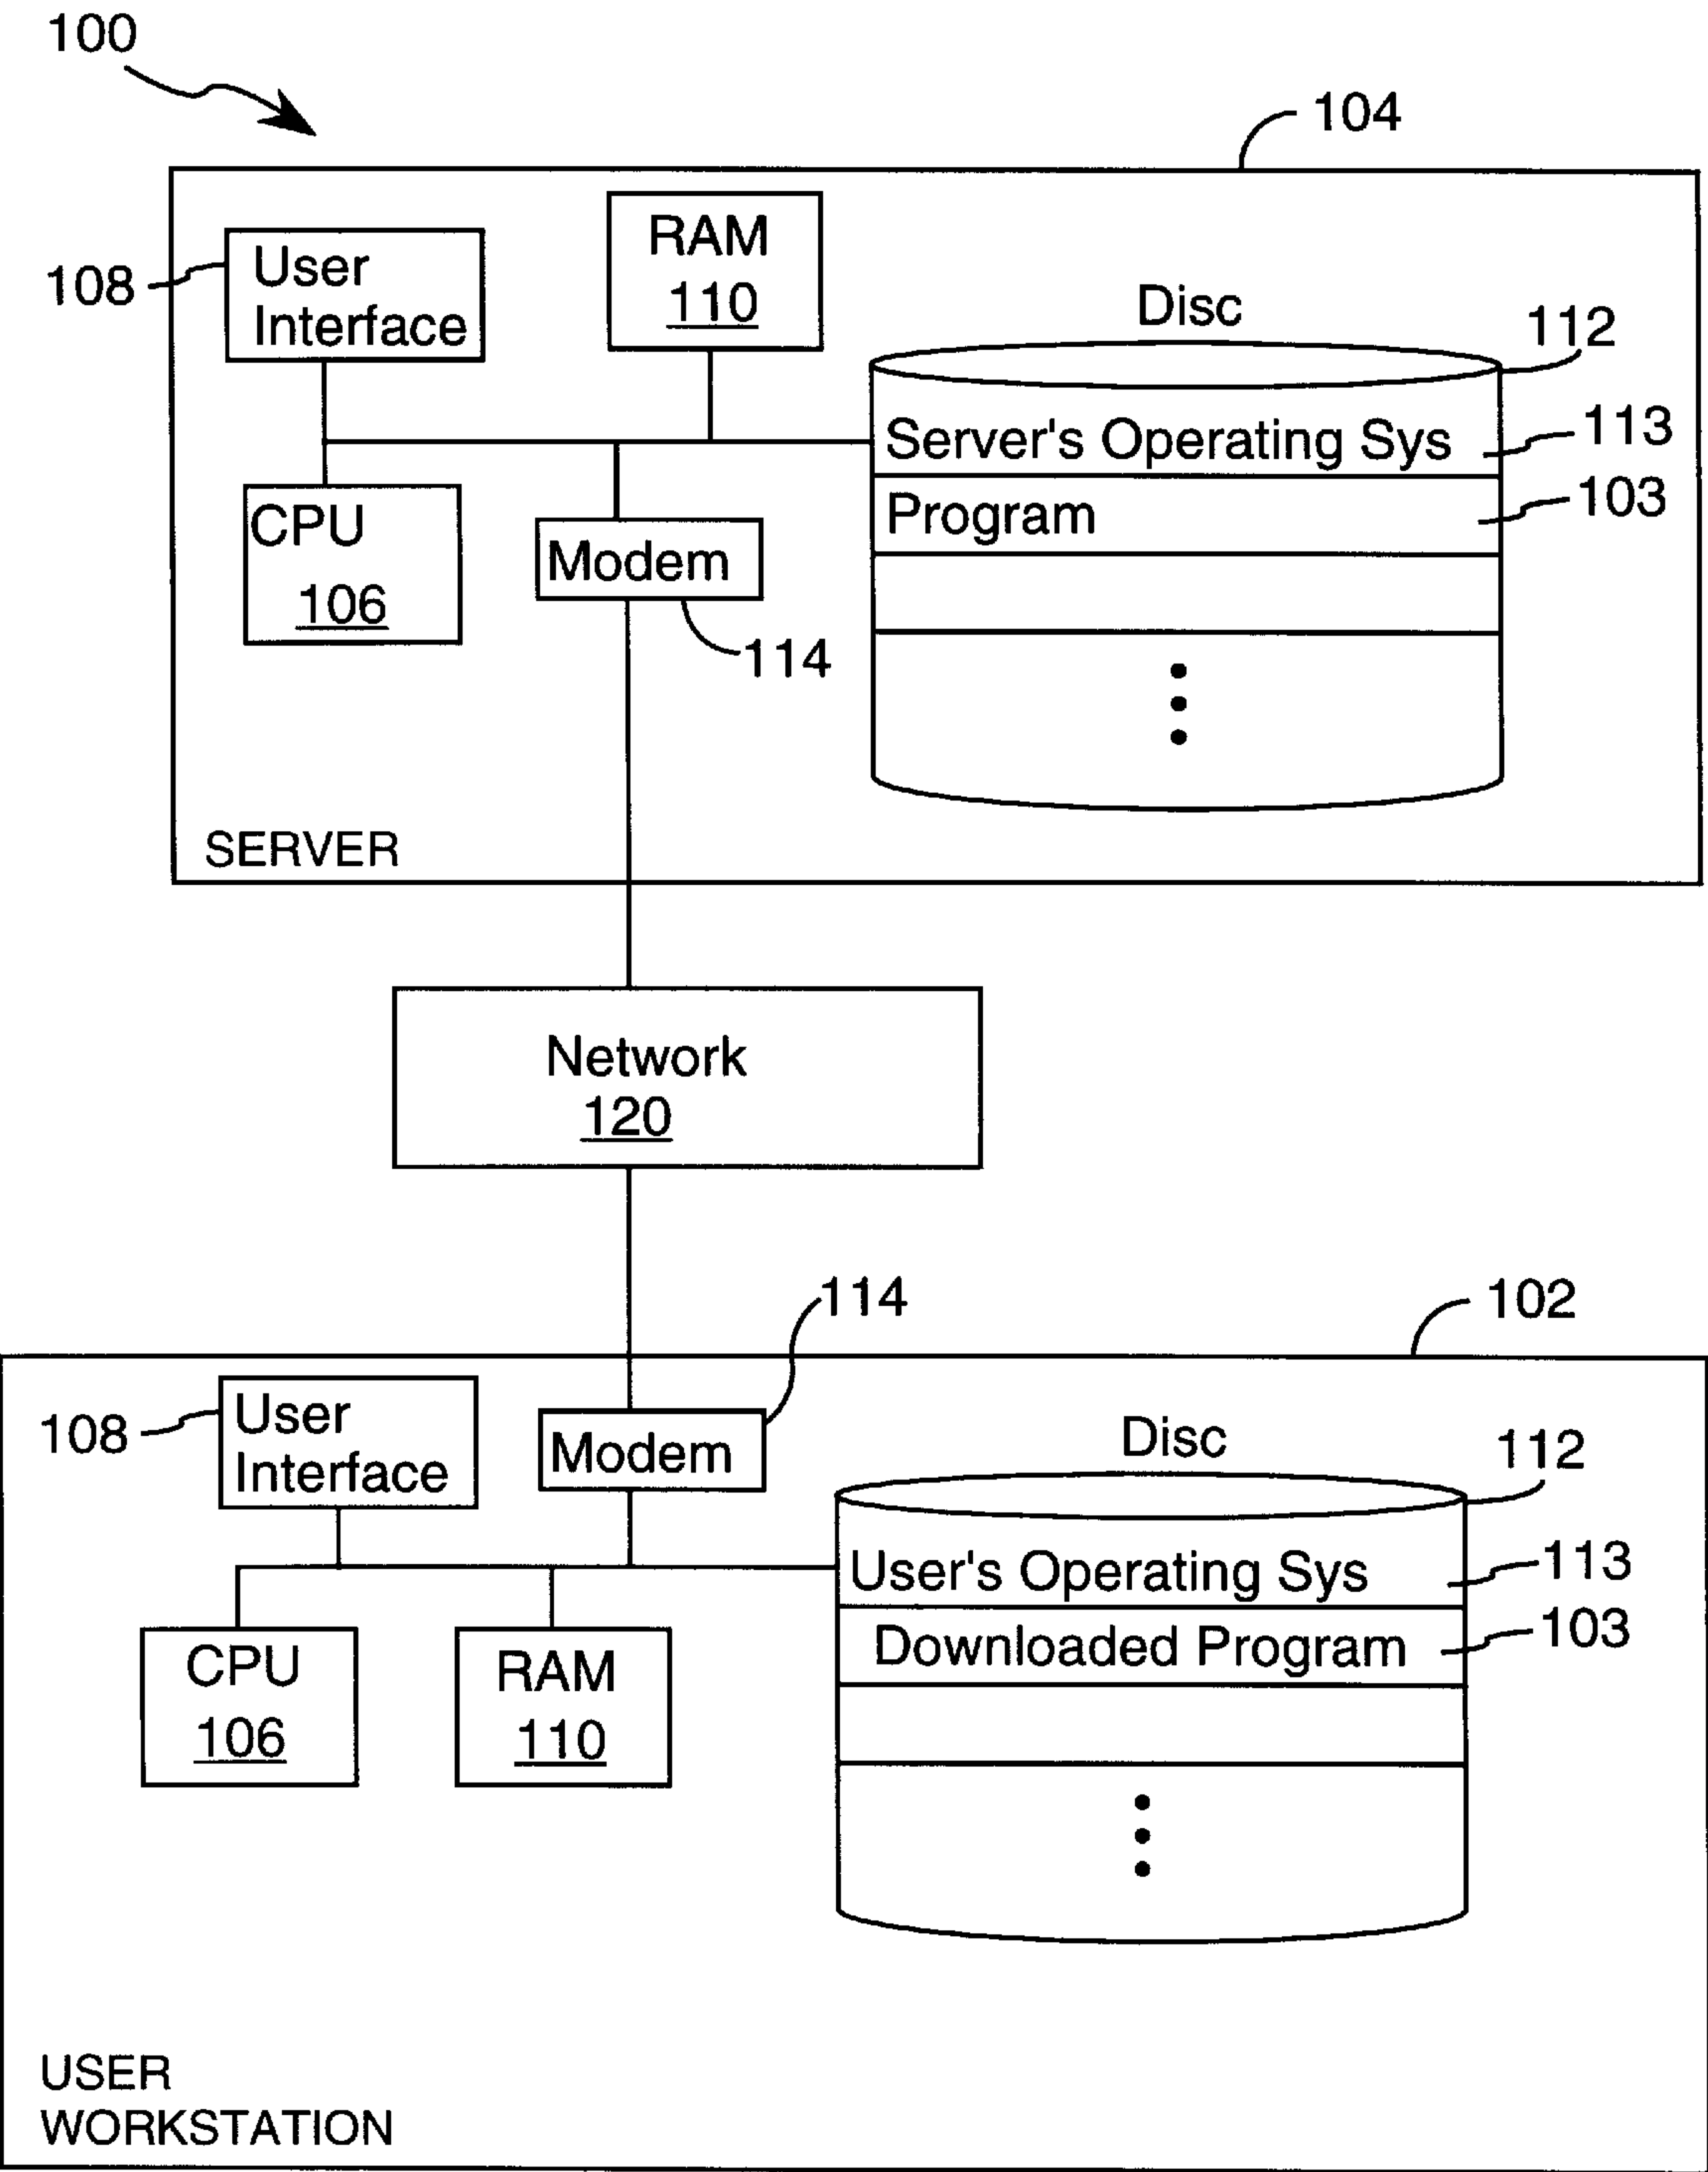 100
104
RAM
110
User
Interface
108
Disc
112
Server's Operating Sys
113
Program
103
CPU
106
Modem
114
SERVER
Network
120
114
102
User
Interface
108
Modem
Disc
112
User's Operating Sys
113
Downloaded Program
103
CPU
106
RAM
110
USER
WORKSTATION